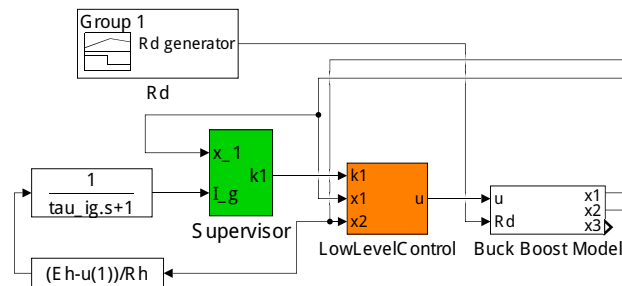 Group 1
Rd generator
Rd
x_1
k1
I_g
Supervisor
1
tau_ig.s+1
(Eh-u(1))/Rh
k1
x1
x2
u
LowLevelControl
u
Rd
x1
x2
x3
Buck Boost Model